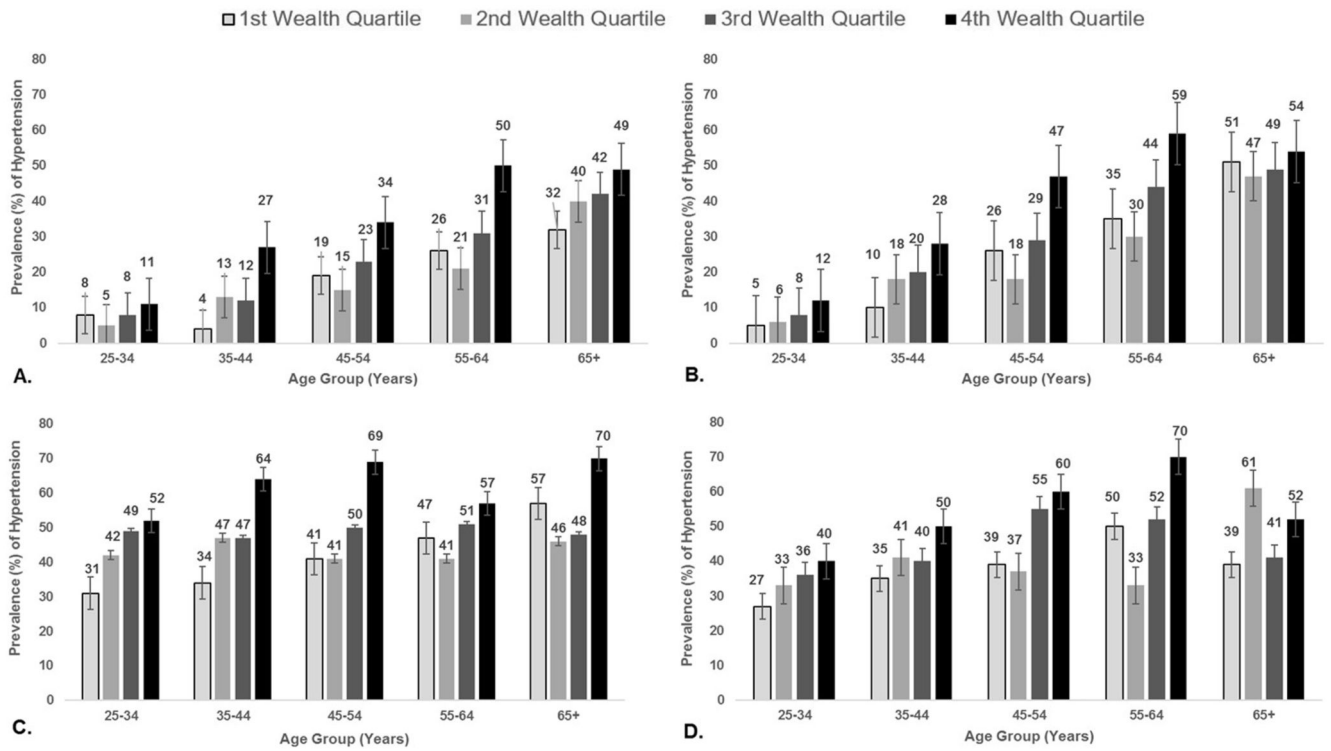 1st Wealth Quartile 2nd Wealth Quartile 3rd Wealth Quartile 4th Wealth Quartile
Prevalence (%) of Hypertension
80
70
60
50
40
30
20
10
0
8 5 8 11
4 13 12 27
19 15 23 34
26 21 31 50
32 40 42 49
25-34 35-44 45-54 55-64 65+
A.
Age Group (Years)
Prevalence (%) of Hypertension
80
70
60
50
40
30
20
10
0
5 6 8 12
10 18 20 28
26 18 29 47
35 30 44 59
51 47 49 54
25-34 35-44 45-54 55-64 65+
B.
Age Group (Years)
Prevalence (%) of Hypertension
80
70
60
50
40
30
20
10
0
31 42 49 52
34 47 47 64
41 41 50 69
47 41 51 57
57 46 48 70
25-34 35-44 45-54 55-64 65+
C.
Age Group (Years)
Prevalence (%) of Hypertension
80
70
60
50
40
30
20
10
0
27 33 36 40
35 41 40 50
39 37 55 60
50 33 52 70
39 61 41 52
25-34 35-44 45-54 55-64 65+
D.
Age Group (Years)